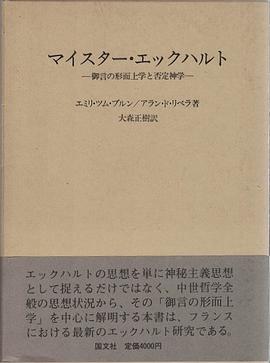 マイスター・エックハルト
―御言の形而上学と否定神学―
エミリ・ツム・ブルン／アラン・ド・リベラ著
大森正樹訳
エックハルトの思想を単に神秘主義思想
として捉えるだけではなく、中世哲学全
般の思想状況から、その「御言の形而上
学」を中心に解明する本書は、フランス
における最新のエックハルト研究である。
国文社 定価4000円